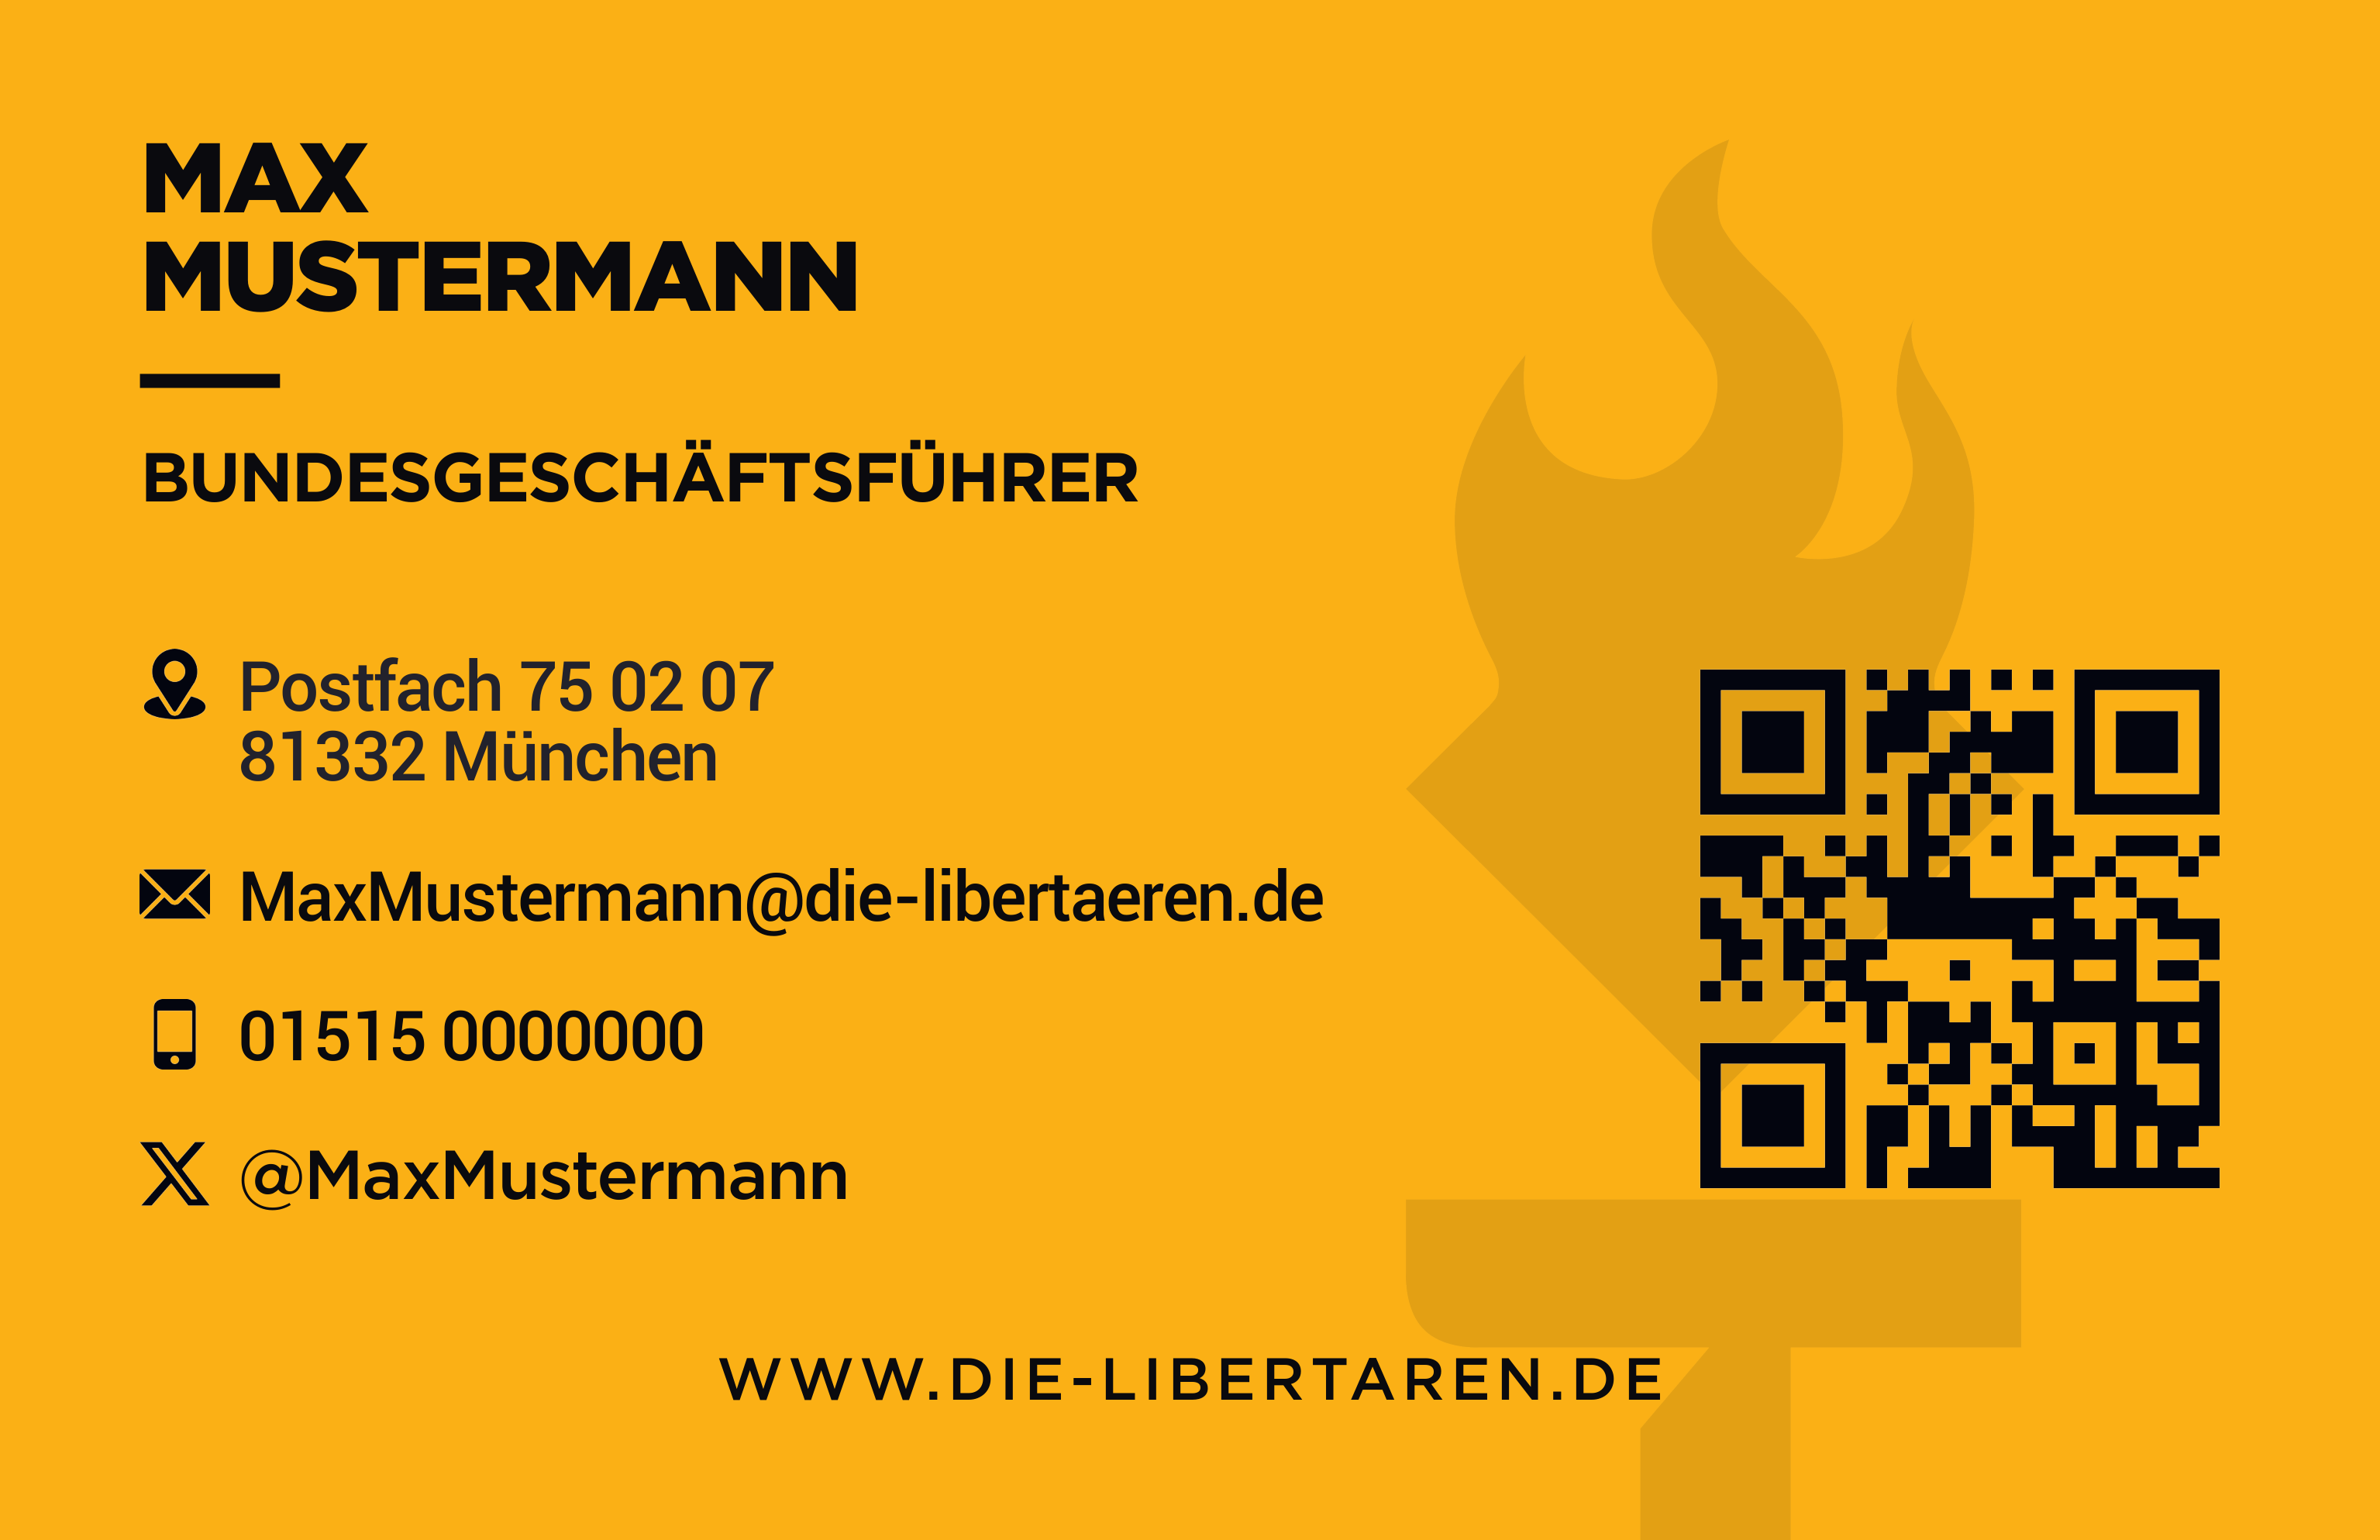 MAX
MUSTERMANN
BUNDESGESCHÄFTSFÜHRER
Postfach 75 02 07
81332 München
MaxMustermann@die-libertaeren.de
01515 0000000
@MaxMustermann
WWW.DIE-LIBERTAREN.DE